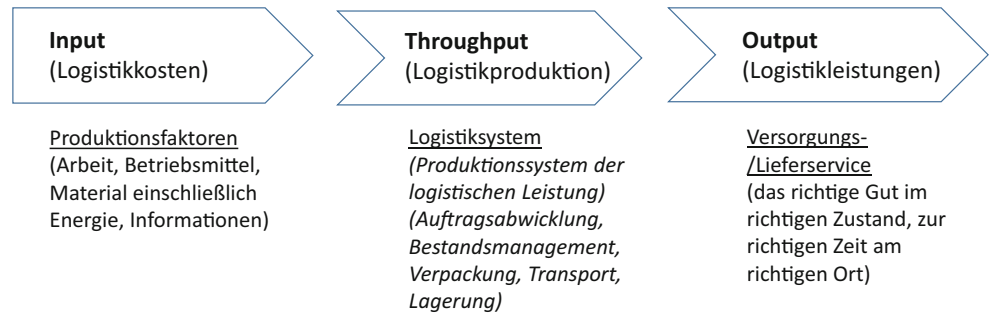 Input
(Logistikkosten)
Throughput
(Logistikproduktion)
Output
(Logistikleistungen)
Produktionsfaktoren
(Arbeit, Betriebsmittel,
Material einschließlich
Energie, Informationen)
Logistiksystem
(Produktionssystem der
logistischen Leistung)
(Auftragsabwicklung,
Bestandsmanagement,
Verpackung, Transport,
Lagerung)
Versorgungs-
/Lieferservice
(das richtige Gut im
richtigen Zustand, zur
richtigen Zeit am
richtigen Ort)